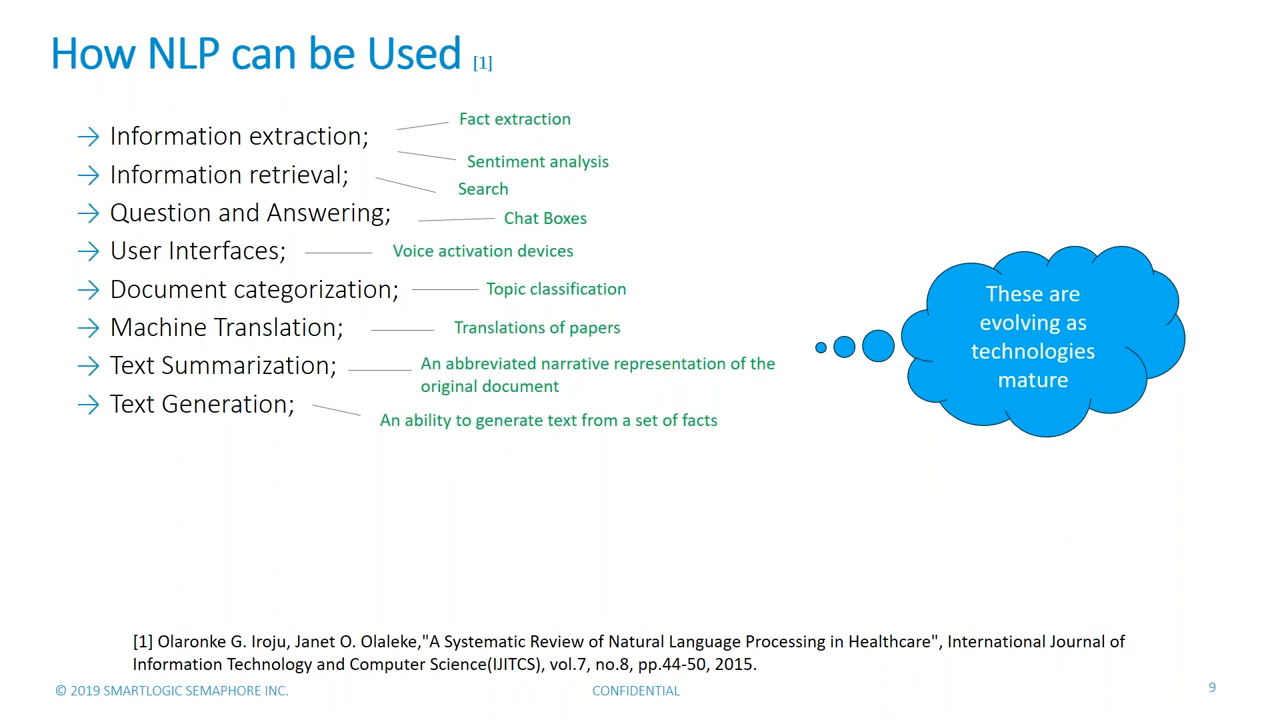 How NLP can be Used [1]
→ Information extraction;
Fact extraction
Sentiment analysis
→ Information retrieval;
Search
→ Question and Answering;
Chat Boxes
→ User Interfaces;
Voice activation devices
→ Document categorization;
Topic classification
→ Machine Translation;
Translations of papers
→ Text Summarization;
An abbreviated narrative representation of the
original document
→ Text Generation;
An ability to generate text from a set of facts
These are
evolving as
technologies
mature
[1] Olaronke G. Iroju, Janet O. Olaleke,"A Systematic Review of Natural Language Processing in Healthcare", International Journal of
Information Technology and Computer Science(IJITCS), vol.7, no.8, pp.44-50, 2015.
© 2019 SMARTLOGIC SEMAPHORE INC.
CONFIDENTIAL
9